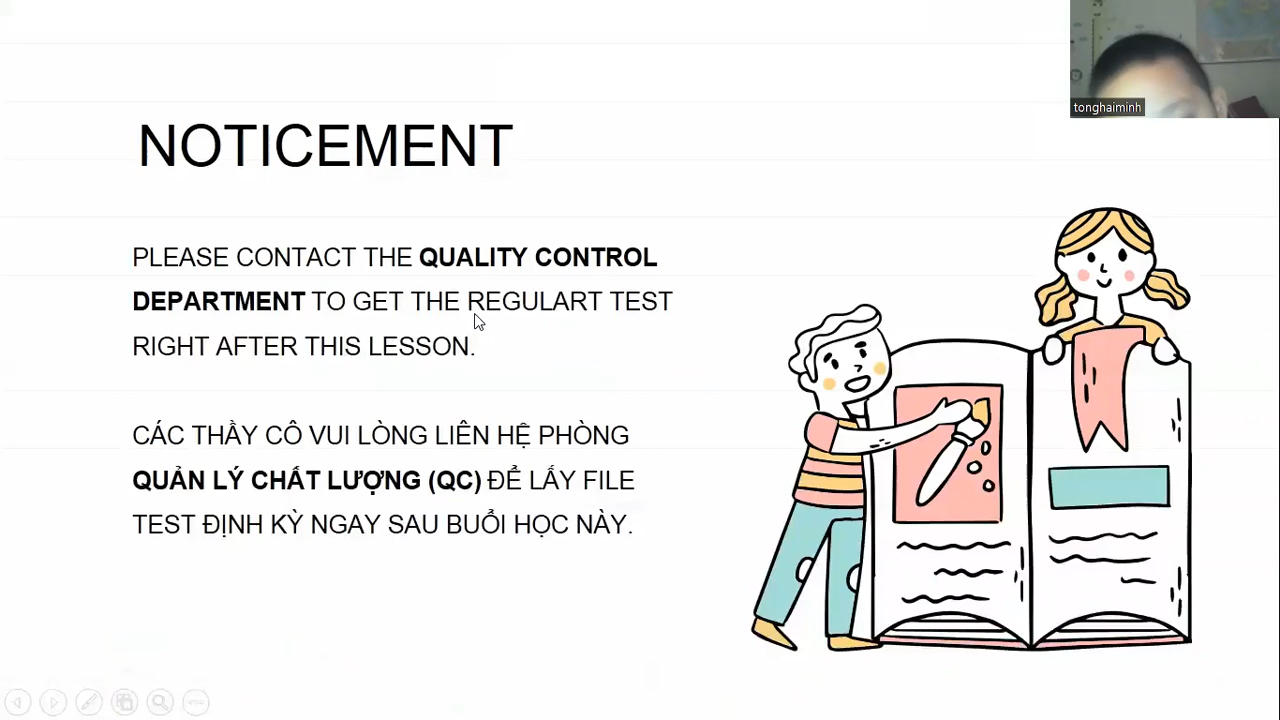 tonghaiminh
NOTICEMENT
PLEASE CONTACT THE QUALITY CONTROL
DEPARTMENT TO GET THE REGULART TEST
RIGHT AFTER THIS LESSON.
CÁC THẦY CÔ VUI LÒNG LIÊN HỆ PHÒNG
QUẢN LÝ CHẤT LƯỢNG (QC) ĐỂ LẤY FILE
TEST ĐỊNH KỲ NGAY SAU BUỔI HỌC NÀY.